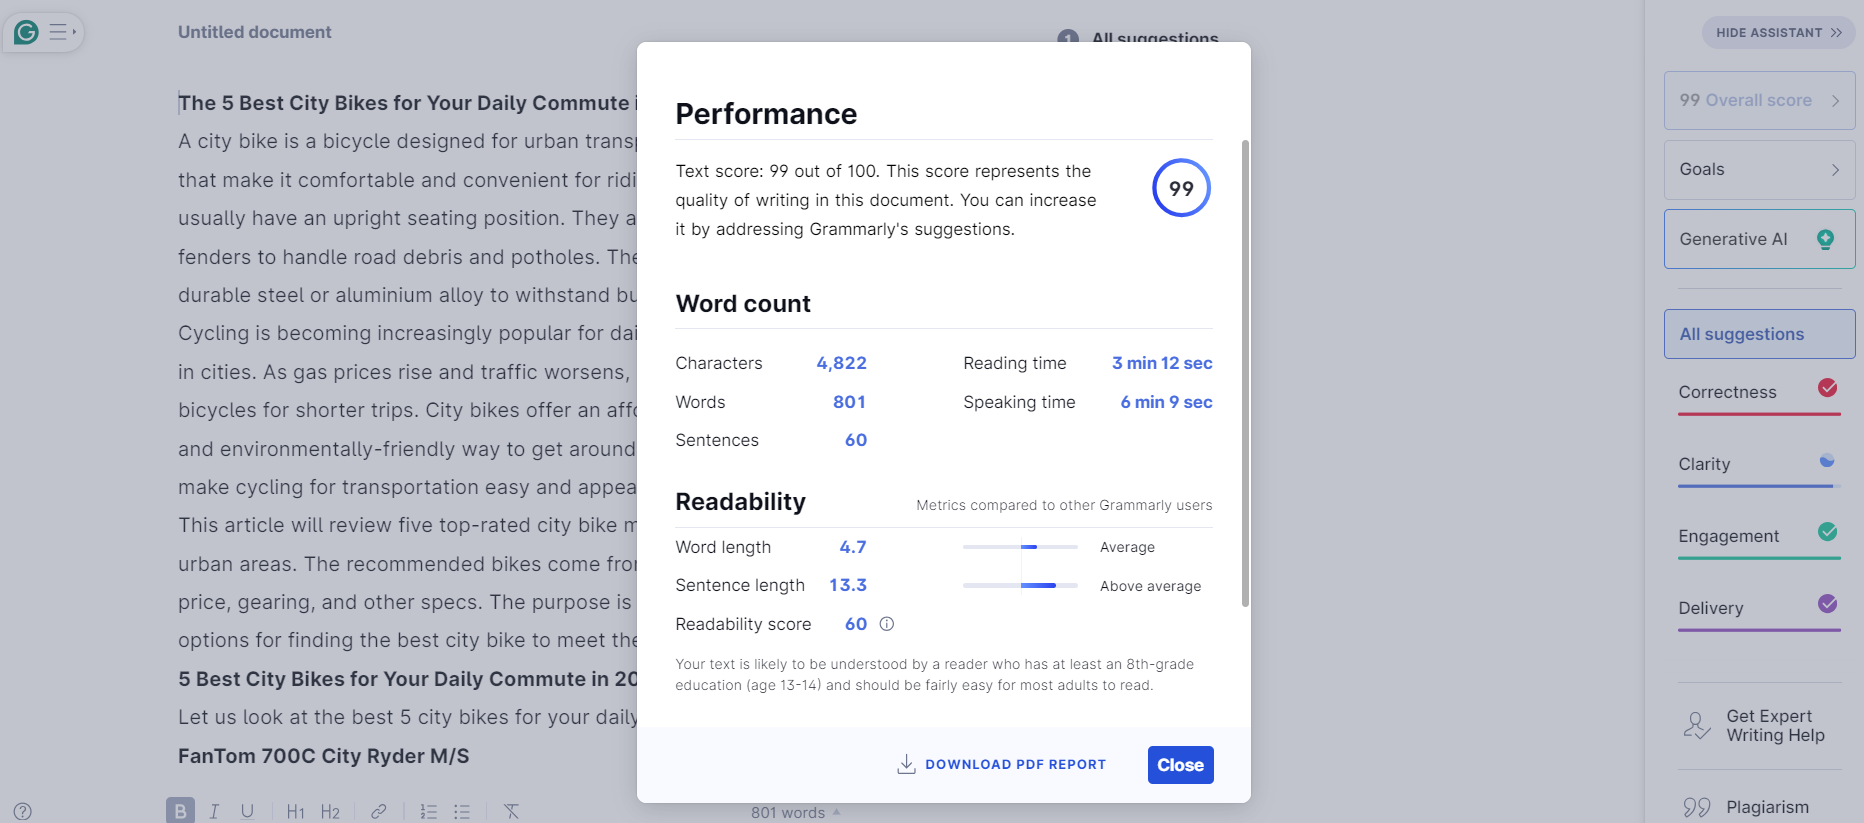 Untitled document
1 All suggestions
HIDE ASSISTANT
The 5 Best City Bikes for Your Daily Commute
A city bike is a bicycle designed for urban
that make it comfortable and convenient for
usually have an upright seating position. They
fenders to handle road debris and potholes.
durable steel or aluminium alloy to withstand
Cycling is becoming increasingly popular for
in cities. As gas prices rise and traffic worsens,
bicycles for shorter trips. City bikes offer an
and environmentally-friendly way to get around
make cycling for transportation easy and
This article will review five top-rated city bike
urban areas. The recommended bikes come
price, gearing, and other specs. The purpose is
options for finding the best city bike to meet
5 Best City Bikes for Your Daily Commute in 20
Let us look at the best 5 city bikes for your daily
FanTom 700C City Ryder M/S
B I U H1 H2
801 words
Performance
Text score: 99 out of 100. This score represents the
quality of writing in this document. You can increase
it by addressing Grammarly's suggestions.
99
Word count
Characters 4,822 Reading time 3 min 12 sec
Words 801 Speaking time 6 min 9 sec
Sentences 60
Readability Metrics compared to other Grammarly users
Word length 4.7 Average
Sentence length 13.3 Above average
Readability score 60
Your text is likely to be understood by a reader who has at least an 8th-grade
education (age 13-14) and should be fairly easy for most adults to read.
DOWNLOAD PDF REPORT Close
99 Overall score
Goals
Generative AI
All suggestions
Correctness
Clarity
Engagement
Delivery
Get Expert
Writing Help
Plagiarism